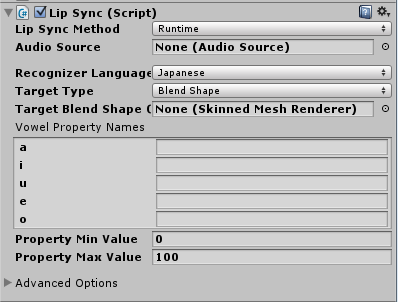 Lip Sync (Script)
Lip Sync Method Runtime
Audio Source None (Audio Source)
Recognizer Language Japanese
Target Type Blend Shape
Target Blend Shape ( None (Skinned Mesh Renderer)
Vowel Property Names
a
i
u
e
o
Property Min Value 0
Property Max Value 100
Advanced Options